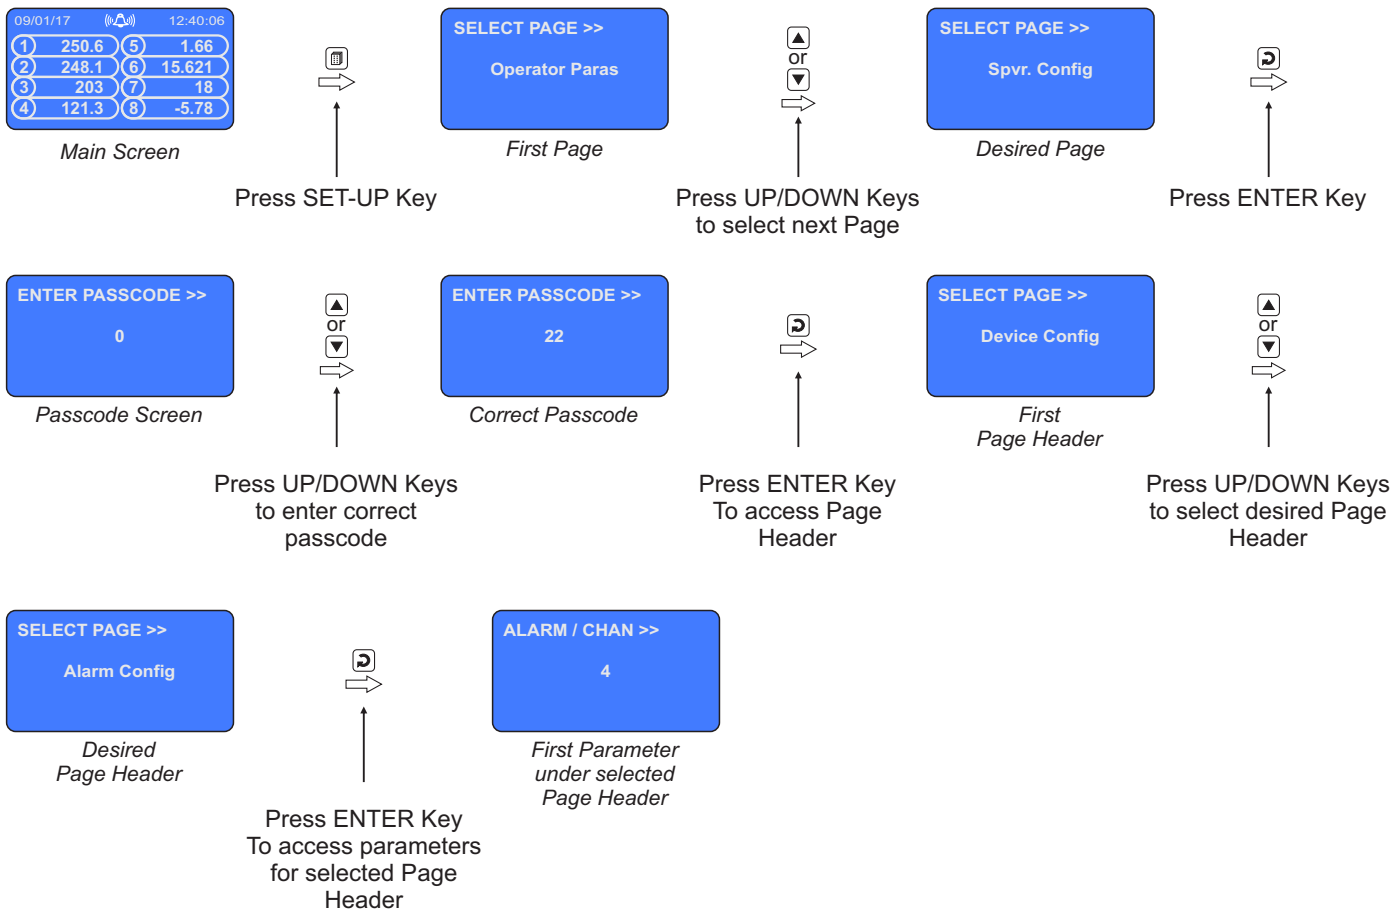 09/01/17 12:40:06
1 250.6 5 1.66
2 248.1 6 15.621
3 203 7 18
4 121.3 8 -5.78
Main Screen
Press SET-UP Key
SELECT PAGE >>
Operator Paras
First Page
or
Press UP/DOWN Keys
to select next Page
SELECT PAGE >>
Spvr. Config
Desired Page
Press ENTER Key
ENTER PASSCODE >>
0
Passcode Screen
or
Press UP/DOWN Keys
to enter correct
passcode
ENTER PASSCODE >>
22
Correct Passcode
Press ENTER Key
To access Page
Header
SELECT PAGE >>
Device Config
First
Page Header
or
Press UP/DOWN Keys
to select desired Page
Header
SELECT PAGE >>
Alarm Config
Desired
Page Header
Press ENTER Key
To access parameters
for selected Page
Header
ALARM / CHAN >>
4
First Parameter
under selected
Page Header